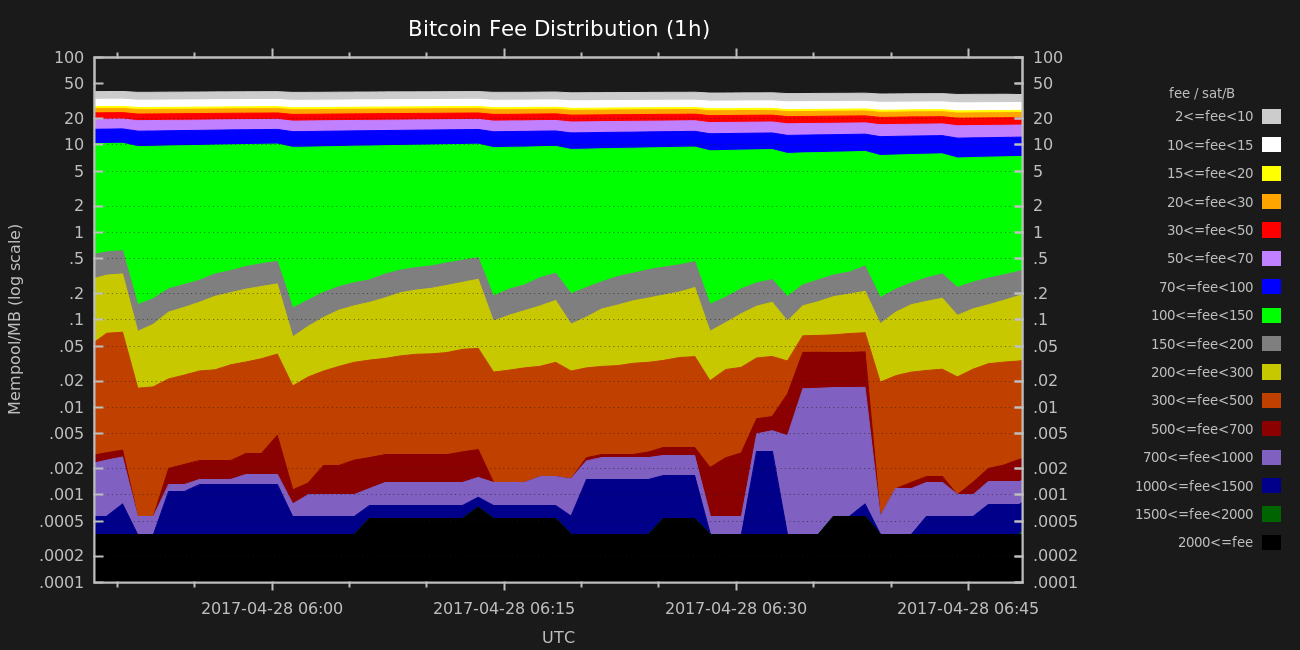 Bitcoin Fee Distribution (1h)
Mempool/MB (log scale)
100
50
20
10
5
2
1
.5
.2
.1
.05
.02
.01
.005
.002
.001
.0005
.0002
.0001
100
50
20
10
5
2
1
.5
.2
.1
.05
.02
.01
.005
.002
.001
.0005
.0002
.0001
2017-04-28 06:00 2017-04-28 06:15 2017-04-28 06:30 2017-04-28 06:45
UTC
fee / sat/B
2<=fee<10
10<=fee<15
15<=fee<20
20<=fee<30
30<=fee<50
50<=fee<70
70<=fee<100
100<=fee<150
150<=fee<200
200<=fee<300
300<=fee<500
500<=fee<700
700<=fee<1000
1000<=fee<1500
1500<=fee<2000
2000<=fee